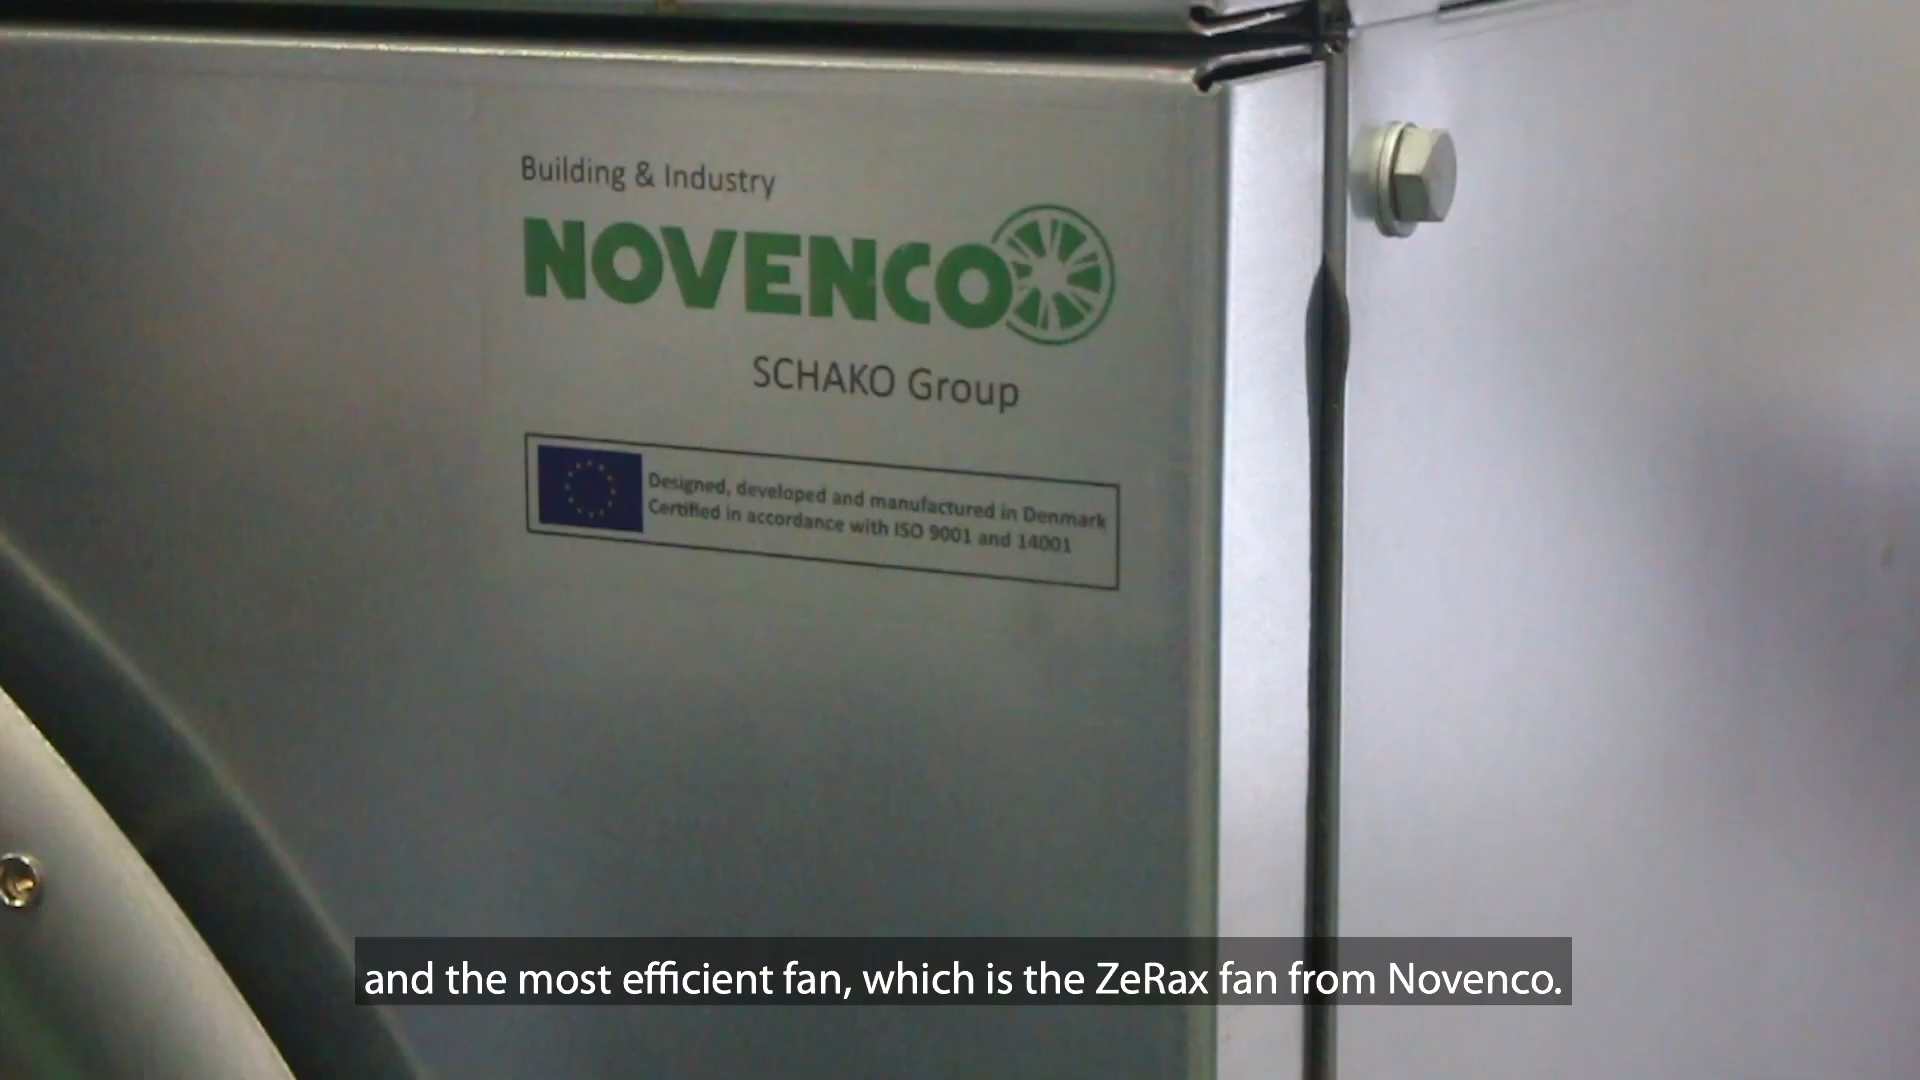 Building & Industry
NOVENCO
SCHAKO Group
Designed, developed and manufactured in Denmark
Certified in accordance with ISO 9001 and 14001
and the most efficient fan, which is the ZeRax fan from Novenco.